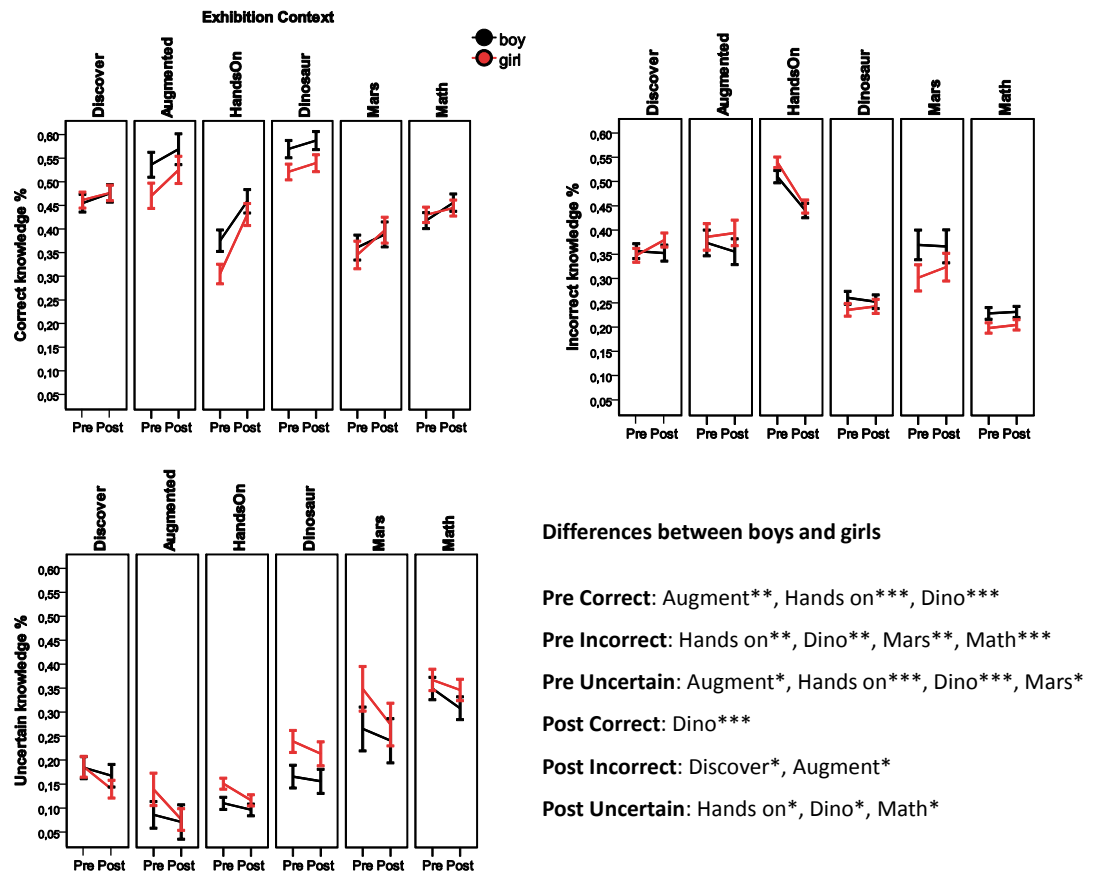 Exhibition Context
boy
girl
Discover
Augmented
HandsOn
Dinosaur
Mars
Math
Correct knowledge %
0,60
0,55
0,50
0,45
0,40
0,35
0,30
0,25
0,20
0,15
0,10
0,05
Pre Post Pre Post Pre Post Pre Post Pre Post Pre Post
Discover
Augmented
HandsOn
Dinosaur
Mars
Math
Incorrect knowledge %
0,60
0,55
0,50
0,45
0,40
0,35
0,30
0,25
0,20
0,15
0,10
0,05
Pre Post Pre Post Pre Post Pre Post Pre Post Pre Post
Discover
Augmented
HandsOn
Dinosaur
Mars
Math
Uncertain knowledge %
0,60
0,55
0,50
0,45
0,40
0,35
0,30
0,25
0,20
0,15
0,10
0,05
Pre Post Pre Post Pre Post Pre Post Pre Post Pre Post
Differences between boys and girls
Pre Correct: Augment**, Hands on***, Dino***
Pre Incorrect: Hands on**, Dino**, Mars**, Math***
Pre Uncertain: Augment*, Hands on***, Dino***, Mars*
Post Correct: Dino***
Post Incorrect: Discover*, Augment*
Post Uncertain: Hands on*, Dino*, Math*